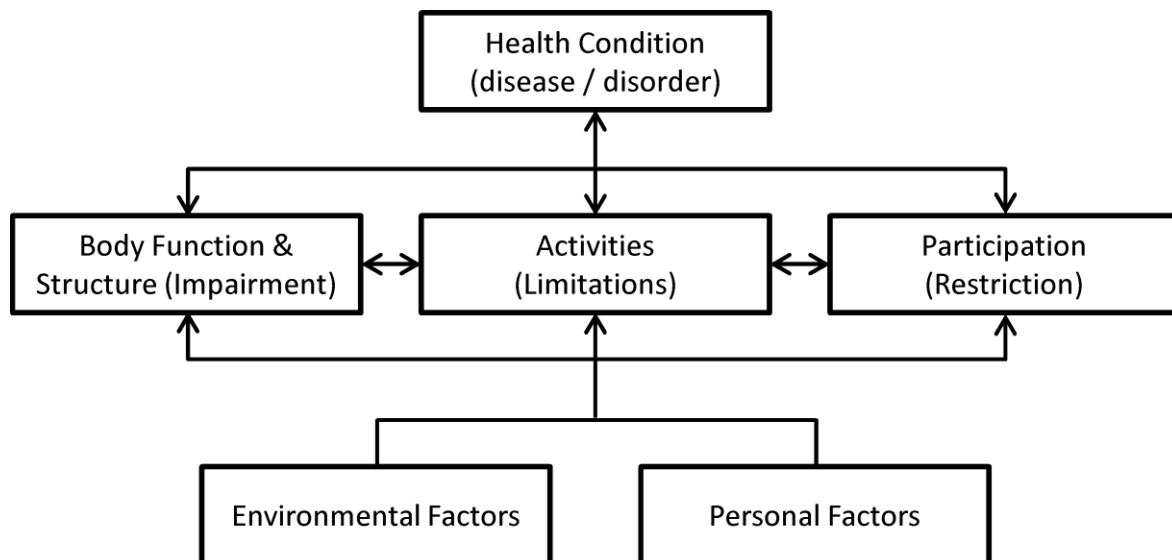 Health Condition
(disease / disorder)
Body Function &
Structure (Impairment)
Activities
(Limitations)
Participation
(Restriction)
Environmental Factors
Personal Factors